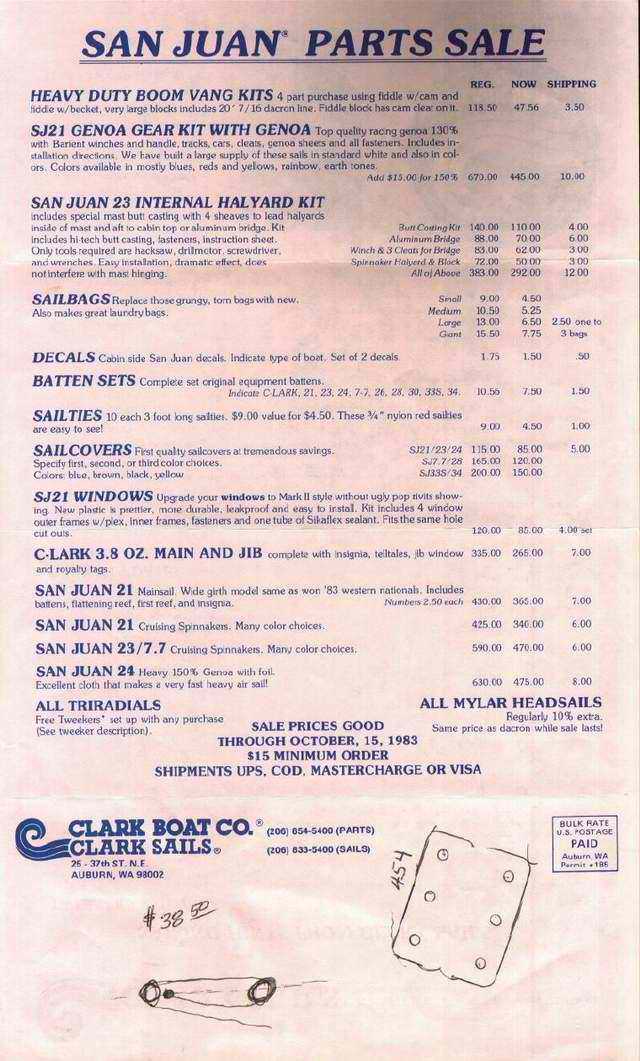 SAN JUAN® PARTS SALE
REG. NOW SHIPPING
HEAVY DUTY BOOM VANG KITS 4 part purchase using fiddle w/cam and
fiddle w/becket, very large blocks includes 20' 7/16 dacron line. Fiddle block has cam cleat on it. 118.50 47.56 3.50
SJ21 GENOA GEAR KIT WITH GENOA Top quality racing genoa 130%
with Barient winches and handle, tracks, cars, cleats, genoa sheets and all fasteners. Includes in-
stallation directions. We have built a large supply of these sails in standard white and also in col-
ors. Colors available in mostly blues, reds and yellows, rainbow, earth tones.
Add $15.00 for 150% 670.00 445.00 10.00
SAN JUAN 23 INTERNAL HALYARD KIT
includes special mast butt casting with 4 sheaves to lead halyards
inside of mast and aft to cabin top or aluminum bridge. Kit Butt Casting Kit 140.00 110.00 4.00
includes hi-tech butt casting, fasteners, instruction sheet. Aluminum Bridge 88.00 70.00 6.00
Only tools required are hacksaw, drillmotor, screwdriver, Winch & 3 Cleats for Bridge 83.00 62.00 3.00
and wrenches. Easy installation, dramatic effect, does Spinnaker Halyard & Block 72.00 50.00 3.00
not interfere with mast hinging. All of Above 383.00 292.00 12.00
SAILBAGS Replace those grungy, torn bags with new. Small 9.00 4.50
Also makes great laundry bags. Medium 10.50 5.25
Large 13.00 6.50 2.50 one to
Giant 15.50 7.75 3 bags
DECALS Cabin side San Juan decals. Indicate type of boat. Set of 2 decals 1.75 1.50 .50
BATTEN SETS Complete set original equipment battens.
Indicate C-LARK, 21, 23, 24, 7-7, 26, 28, 30, 33S, 34. 10.55 7.50 1.50
SAILTIES 10 each 3 foot long sailties. $9.00 value for $4.50. These ¾" nylon red sailties
are easy to see! 9.00 4.50 1.00
SAILCOVERS First quality sailcovers at tremendous savings. SJ21/23/24 115.00 85.00 5.00
Specify first, second, or third color choices. SJ7.7/28 165.00 120.00
Colors: blue, brown, black, yellow SJ33S/34 200.00 150.00
SJ21 WINDOWS Upgrade your windows to Mark II style without ugly pop rivits show-
ing. New plastic is prettier, more durable, leakproof and easy to install. Kit includes 4 window
outer frames w/plex, inner frames, fasteners and one tube of Sikaflex sealant. Fits the same hole
cut outs. 120.00 85.00 4.00 set
C-LARK 3.8 OZ. MAIN AND JIB complete with insignia, telltales, jib window 335.00 265.00 7.00
and royalty tags.
SAN JUAN 21 Mainsail. Wide girth model same as won '83 western nationals. Includes
battens, flattening reef, first reef, and insignia. Numbers 2.50 each 430.00 365.00 7.00
SAN JUAN 21 Cruising Spinnakers. Many color choices. 425.00 340.00 6.00
SAN JUAN 23/7.7 Cruising Spinnakers. Many color choices. 590.00 470.00 6.00
SAN JUAN 24 Heavy 150% Genoa with foil.
Excellent cloth that makes a very fast heavy air sail! 630.00 475.00 8.00
ALL TRIRADIALS
Free Tweekers* set up with any purchase
(See tweeker description).
ALL MYLAR HEADSAILS
Regularly 10% extra.
Same price as dacron while sale lasts!
SALE PRICES GOOD
THROUGH OCTOBER, 15, 1983
$15 MINIMUM ORDER
SHIPMENTS UPS, COD, MASTERCHARGE OR VISA
CLARK BOAT CO.® (206) 854-5400 (PARTS)
CLARK SAILS® (206) 833-5400 (SAILS)
25 - 37th ST. N.E.
AUBURN, WA 98002
BULK RATE
U.S. POSTAGE
PAID
Auburn, WA
Permit #186
454
$38.50